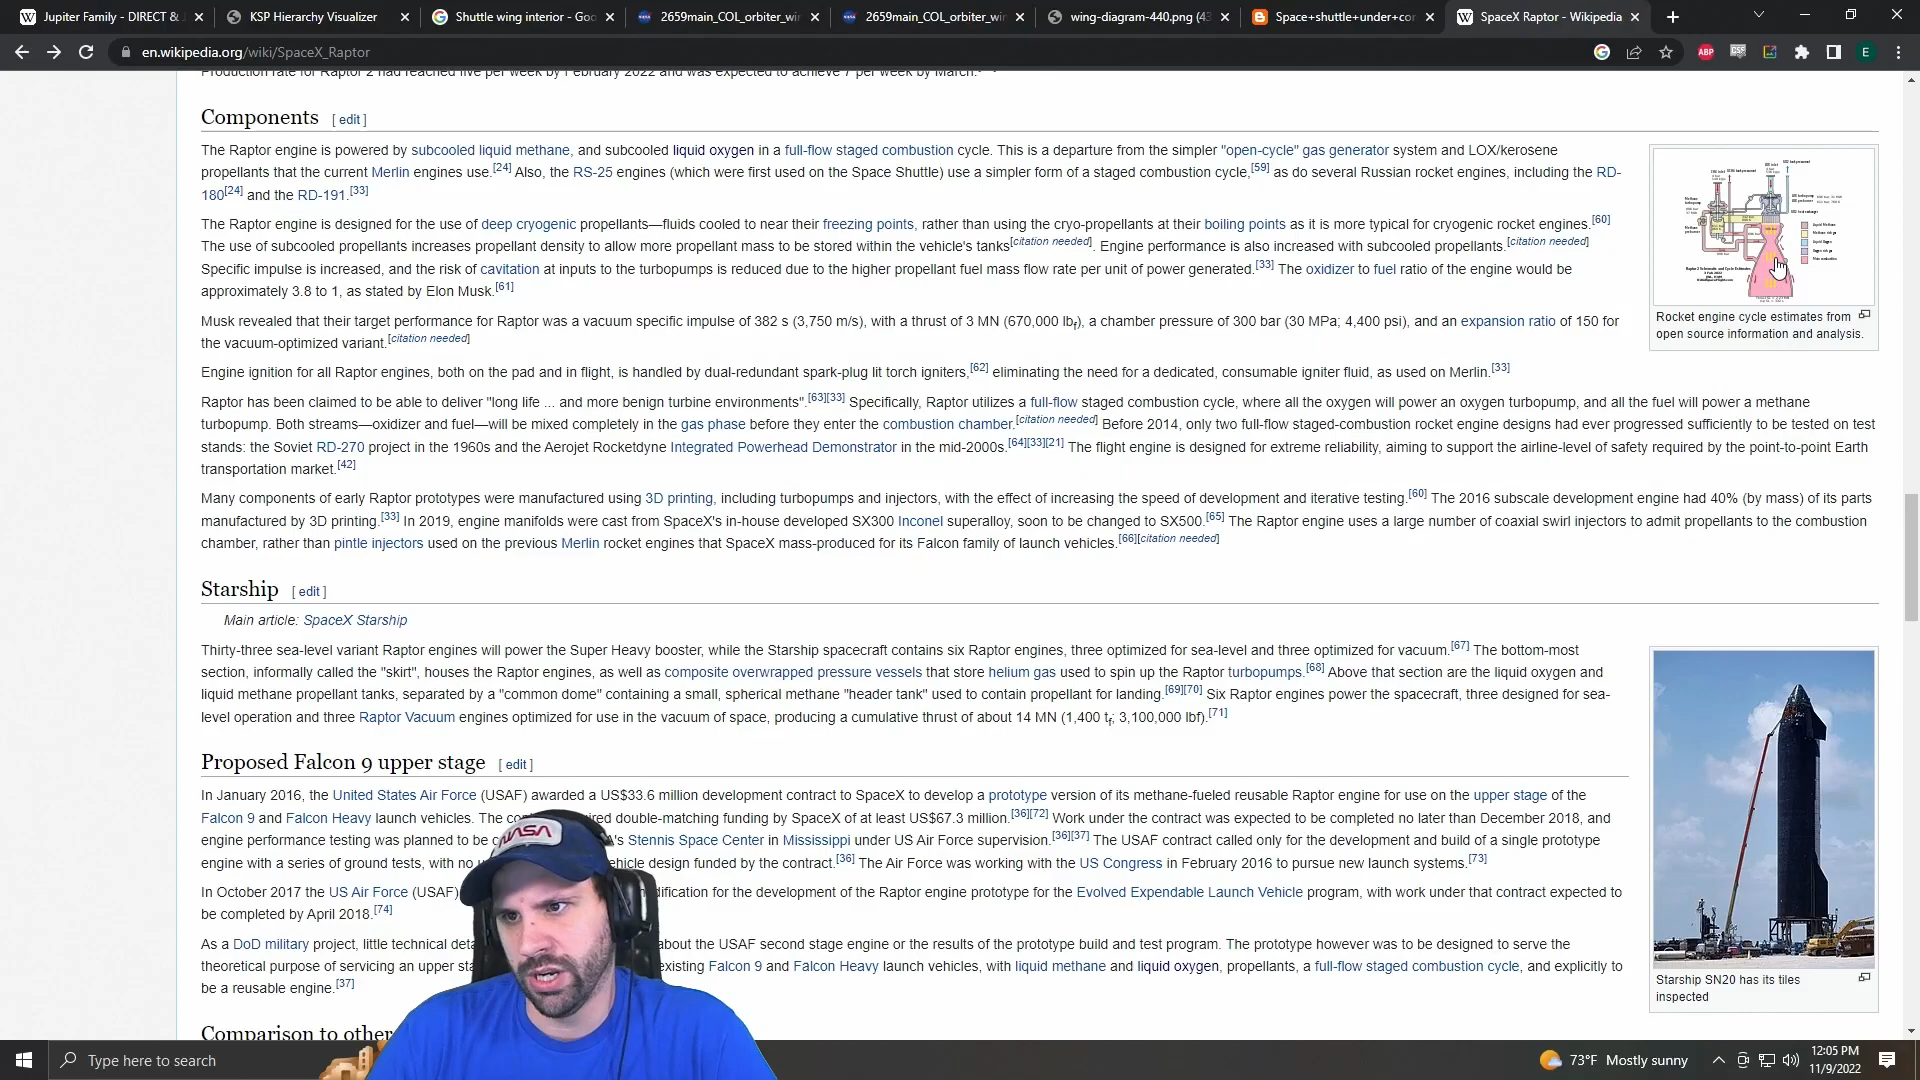 Jupiter Family - DIRECT & J
KSP Hierarchy Visualizer
Shuttle wing interior - Goo
2659main_COL_orbiter_wir
2659main_COL_orbiter_wir
wing-diagram-440.png (43
Space+shuttle+under+cor
SpaceX Raptor - Wikipedia
en.wikipedia.org/wiki/SpaceX_Raptor
ABP
E
Production rate for Raptor 2 had reached five per week by February 2022 and was expected to achieve 7 per week by March.
Components [ edit ]
The Raptor engine is powered by subcooled liquid methane, and subcooled liquid oxygen in a full-flow staged combustion cycle. This is a departure from the simpler "open-cycle" gas generator system and LOX/kerosene
propellants that the current Merlin engines use.[24] Also, the RS-25 engines (which were first used on the Space Shuttle) use a simpler form of a staged combustion cycle,[59] as do several Russian rocket engines, including the RD-
180[24] and the RD-191.[33]
The Raptor engine is designed for the use of deep cryogenic propellants—fluids cooled to near their freezing points, rather than using the cryo-propellants at their boiling points as it is more typical for cryogenic rocket engines.[60]
The use of subcooled propellants increases propellant density to allow more propellant mass to be stored within the vehicle's tanks[citation needed]. Engine performance is also increased with subcooled propellants.[citation needed]
Specific impulse is increased, and the risk of cavitation at inputs to the turbopumps is reduced due to the higher propellant fuel mass flow rate per unit of power generated.[33] The oxidizer to fuel ratio of the engine would be
approximately 3.8 to 1, as stated by Elon Musk.[61]
Musk revealed that their target performance for Raptor was a vacuum specific impulse of 382 s (3,750 m/s), with a thrust of 3 MN (670,000 lbf), a chamber pressure of 300 bar (30 MPa; 4,400 psi), and an expansion ratio of 150 for
the vacuum-optimized variant.[citation needed]
Engine ignition for all Raptor engines, both on the pad and in flight, is handled by dual-redundant spark-plug lit torch igniters,[62] eliminating the need for a dedicated, consumable igniter fluid, as used on Merlin.[33]
Raptor has been claimed to be able to deliver "long life ... and more benign turbine environments".[63][33] Specifically, Raptor utilizes a full-flow staged combustion cycle, where all the oxygen will power an oxygen turbopump, and all the fuel will power a methane
turbopump. Both streams—oxidizer and fuel—will be mixed completely in the gas phase before they enter the combustion chamber.[citation needed] Before 2014, only two full-flow staged-combustion rocket engine designs had ever progressed sufficiently to be tested on test
stands: the Soviet RD-270 project in the 1960s and the Aerojet Rocketdyne Integrated Powerhead Demonstrator in the mid-2000s.[64][33][21] The flight engine is designed for extreme reliability, aiming to support the airline-level of safety required by the point-to-point Earth
transportation market.[42]
Many components of early Raptor prototypes were manufactured using 3D printing, including turbopumps and injectors, with the effect of increasing the speed of development and iterative testing.[60] The 2016 subscale development engine had 40% (by mass) of its parts
manufactured by 3D printing.[33] In 2019, engine manifolds were cast from SpaceX's in-house developed SX300 Inconel superalloy, soon to be changed to SX500.[65] The Raptor engine uses a large number of coaxial swirl injectors to admit propellants to the combustion
chamber, rather than pintle injectors used on the previous Merlin rocket engines that SpaceX mass-produced for its Falcon family of launch vehicles.[66][citation needed]
Rocket engine cycle estimates from
open source information and analysis.
Starship [ edit ]
Main article: SpaceX Starship
Thirty-three sea-level variant Raptor engines will power the Super Heavy booster, while the Starship spacecraft contains six Raptor engines, three optimized for sea-level and three optimized for vacuum.[67] The bottom-most
section, informally called the "skirt", houses the Raptor engines, as well as composite overwrapped pressure vessels that store helium gas used to spin up the Raptor turbopumps.[68] Above that section are the liquid oxygen and
liquid methane propellant tanks, separated by a "common dome" containing a small, spherical methane "header tank" used to contain propellant for landing.[69][70] Six Raptor engines power the spacecraft, three designed for sea-
level operation and three Raptor Vacuum engines optimized for use in the vacuum of space, producing a cumulative thrust of about 14 MN (1,400 tf; 3,100,000 lbf).[71]
Starship SN20 has its tiles
inspected
Proposed Falcon 9 upper stage [ edit ]
In January 2016, the United States Air Force (USAF) awarded a US$33.6 million development contract to SpaceX to develop a prototype version of its methane-fueled reusable Raptor engine for use on the upper stage of the
Falcon 9 and Falcon Heavy launch vehicles. The co ired double-matching funding by SpaceX of at least US$67.3 million.[36][72] Work under the contract was expected to be completed no later than December 2018, and
engine performance testing was planned to be c 's Stennis Space Center in Mississippi under US Air Force supervision.[36][37] The USAF contract called only for the development and build of a single prototype
engine with a series of ground tests, with no ehicle design funded by the contract.[36] The Air Force was working with the US Congress in February 2016 to pursue new launch systems.[73]
In October 2017 the US Air Force (USAF) dification for the development of the Raptor engine prototype for the Evolved Expendable Launch Vehicle program, with work under that contract expected to
be completed by April 2018.[74]
As a DoD military project, little technical deta about the USAF second stage engine or the results of the prototype build and test program. The prototype however was to be designed to serve the
theoretical purpose of servicing an upper sta existing Falcon 9 and Falcon Heavy launch vehicles, with liquid methane and liquid oxygen, propellants, a full-flow staged combustion cycle, and explicitly to
be a reusable engine.[37]
Comparison to other
NASA
Type here to search
73°F Mostly sunny
12:05 PM
11/9/2022